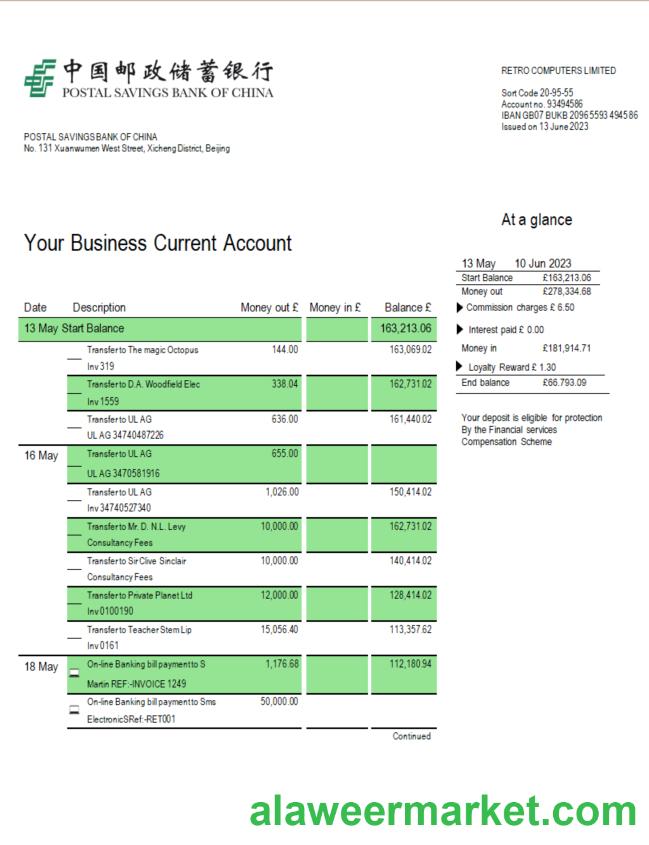 中国邮政储蓄银行
POSTAL SAVINGS BANK OF CHINA
RETRO COMPUTERS LIMITED
Sort Code 20-95-55
Account no. 93494586
IBAN GB07 BUKB 20965593 494586
Issued on 13 June 2023
POSTAL SAVINGS BANK OF CHINA
No. 131 Xuanwumen West Street, Xicheng District, Beijing
At a glance
Your Business Current Account
13 May 10 Jun 2023
Start Balance £163,213.06
Money out £278,334.68
Commission charges £ 6.50
Interest paid £ 0.00
Money in £181,914.71
Loyalty Reward £ 1.30
End balance £66.793.09
Your deposit is eligible for protection
By the Financial services
Compensation Scheme
Date Description Money out £ Money in £ Balance £
13 May Start Balance 163,213.06
Transfer to The magic Octopus 144.00 163,069.02
Inv 319
Transfer to D.A. Woodfield Elec 338.04 162,731.02
Inv 1559
Transfer to UL AG 636.00 161,440.02
UL AG 34740487226
16 May Transfer to UL AG 655.00
UL AG 3470581916
Transfer to UL AG 1,026.00 150,414.02
Inv 34740527340
Transfer to Mr. D. N.L. Levy 10,000.00 162,731.02
Consultancy Fees
Transfer to Sir Clive Sinclair 10,000.00 140,414.02
Consultancy Fees
Transfer to Private Planet Ltd 12,000.00 128,414.02
Inv 0100190
Transfer to Teacher Stem Lip 15,056.40 113,357.62
Inv 0161
18 May On-line Banking bill payment to S 1,176.68 112,180.94
Martin REF:-INVOICE 1249
On-line Banking bill payment to Sms 50,000.00
ElectronicSRef:-RET001
Continued
alaweermarket.com